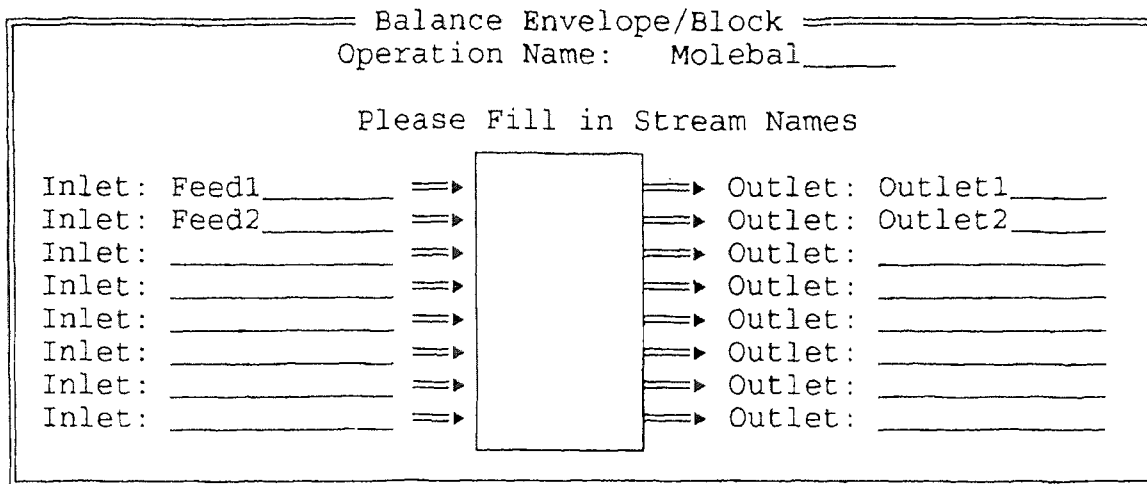 Balance Envelope/Block
Operation Name: Molebal
Please Fill in Stream Names
Inlet: Feed1 Outlet: Outlet1
Inlet: Feed2 Outlet: Outlet2
Inlet: Outlet:
Inlet: Outlet:
Inlet: Outlet:
Inlet: Outlet:
Inlet: Outlet:
Inlet: Outlet: